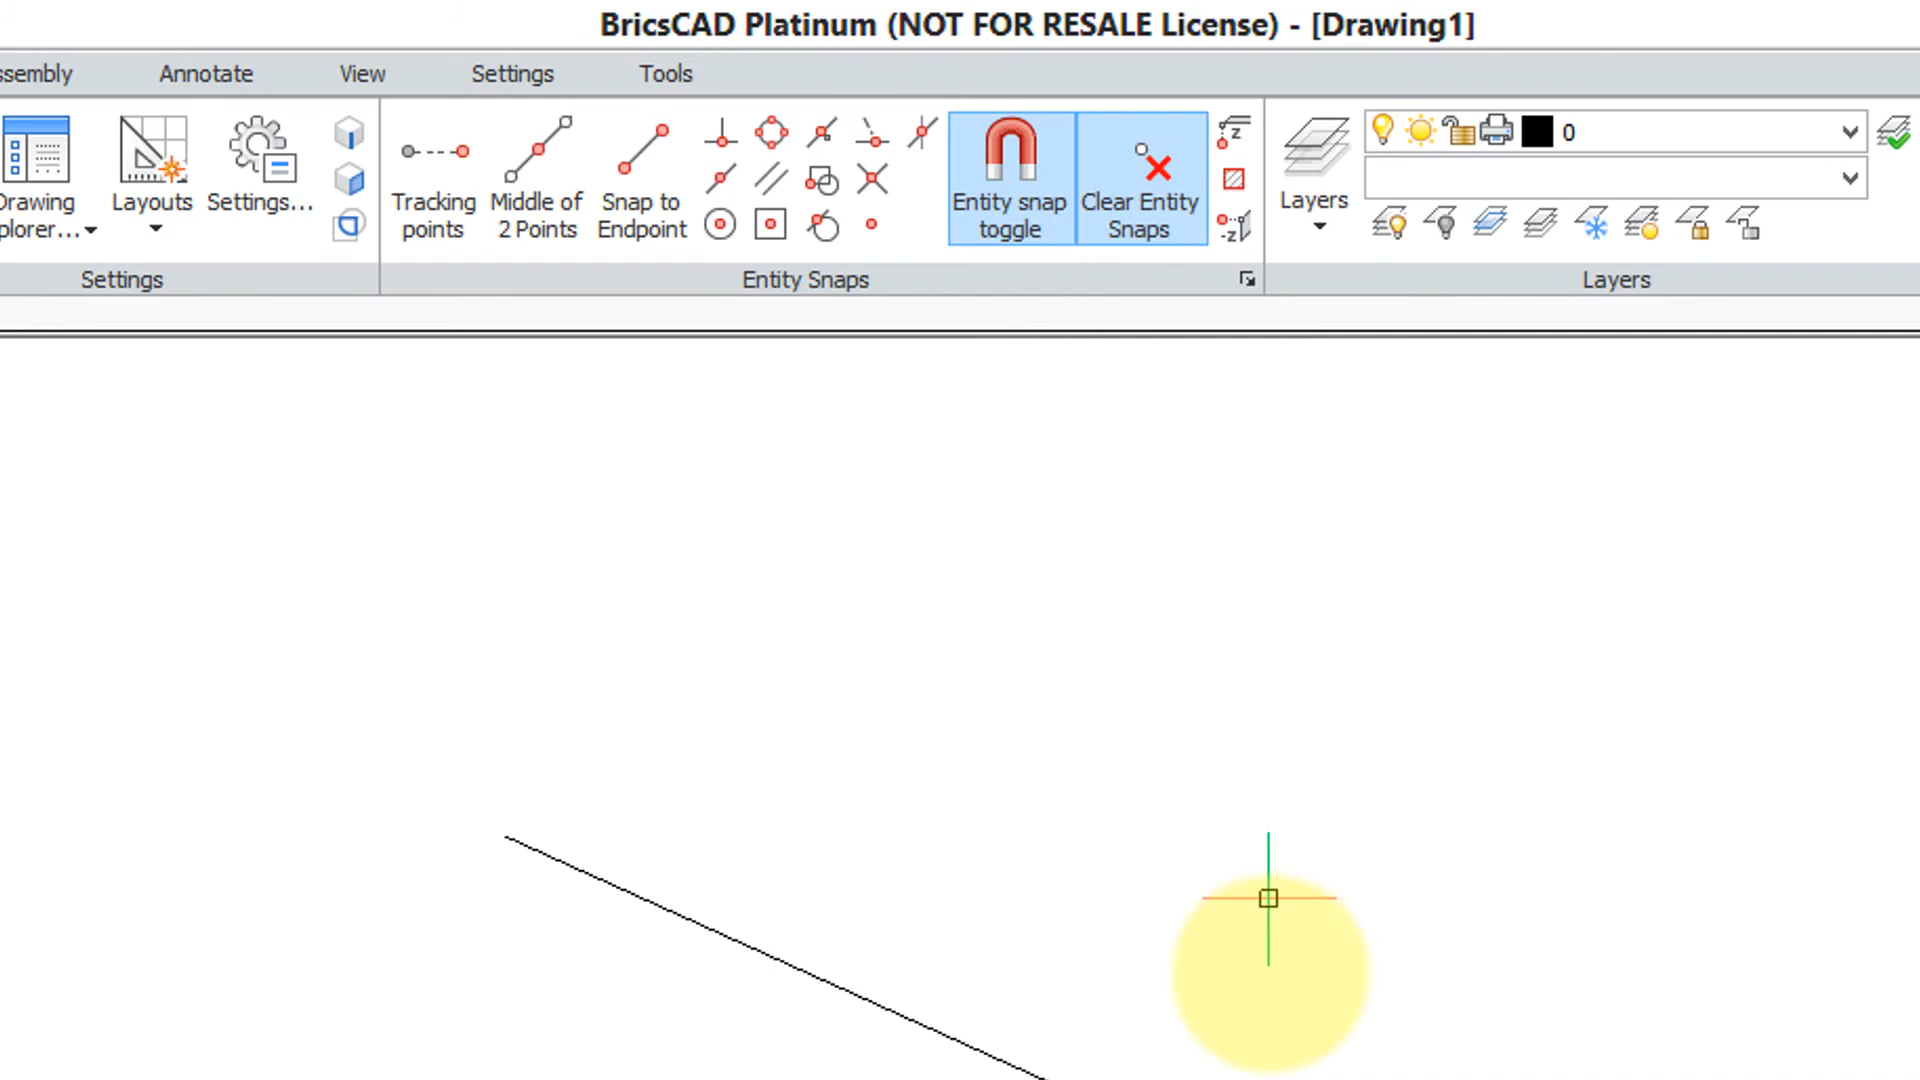 BricsCAD Platinum (NOT FOR RESALE License) - [Drawing1]
ssembly Annotate View Settings Tools
Drawing
plorer...
Layouts
Settings...
Tracking
points
Middle of
2 Points
Snap to
Endpoint
Entity snap
toggle
Clear Entity
Snaps
Layers
0
Settings
Entity Snaps
Layers